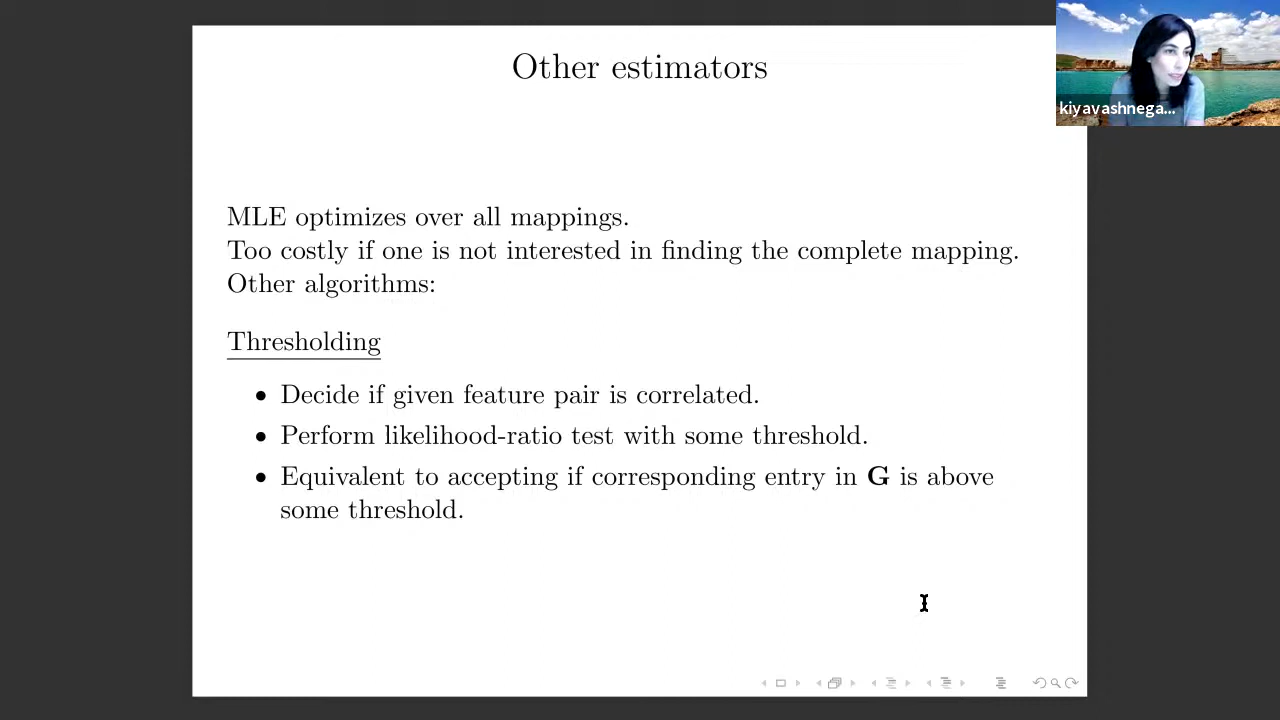 Other estimators
kiyavashnega...
MLE optimizes over all mappings.
Too costly if one is not interested in finding the complete mapping.
Other algorithms:
Thresholding
• Decide if given feature pair is correlated.
• Perform likelihood-ratio test with some threshold.
• Equivalent to accepting if corresponding entry in G is above
some threshold.